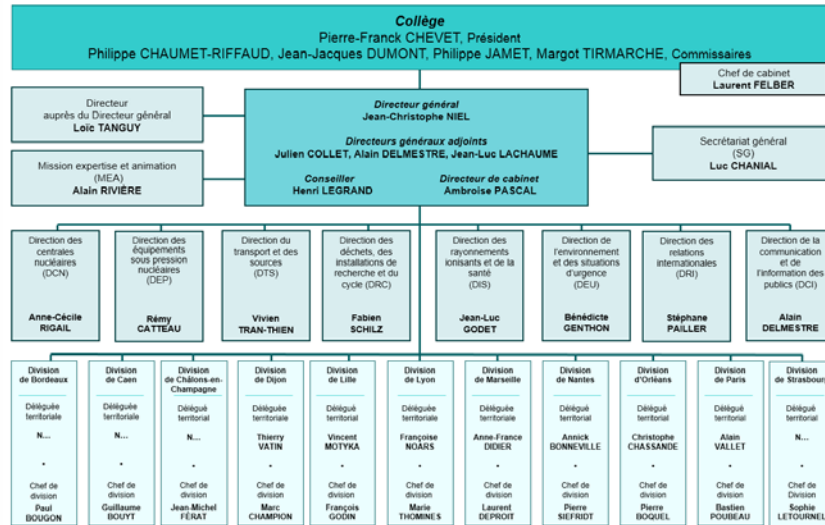 Collège
Pierre-Franck CHEVET, Président
Philippe CHAUMET-RIFFAUD, Jean-Jacques DUMONT, Philippe JAMET, Margot TIRMARCHE, Commissaires
Chef de cabinet
Laurent FELBER
Directeur
auprès du Directeur général
Loïc TANGUY
Directeur général
Jean-Christophe NIEL
Directeurs généraux adjoints
Julien COLLET, Alain DELMESTRE, Jean-Luc LACHAUME
Conseiller
Henri LEGRAND
Directeur de cabinet
Ambroise PASCAL
Mission expertise et animation
(MEA)
Alain RIVIÈRE
Secrétariat général
(SG)
Luc CHANIAL
Direction des
centrales
nucléaires
(DCN)
Anne-Cécile
RIGAIL
Direction des
équipements
sous pression
nucléaires
(DEP)
Rémy
CATTEAU
Direction du
transport et des
sources
(DTS)
Vivien
TRAN-THIEN
Direction des
déchets, des
installations de
recherche et du
cycle (DRC)
Fabien
SCHILZ
Direction des
rayonnements
ionisants et de la
santé
(DIS)
Jean-Luc
GODET
Direction de
l'environnement
et des situations
d'urgence
(DEU)
Bénédicte
GENTHON
Direction des
relations
internationales
(DRI)
Stéphane
PAILLER
Direction de la
communication
et de
l'information des
publics (DCI)
Alain
DELMESTRE
Division
de Bordeaux
Déléguée
territoriale
N...
•
Chef de
division
Paul
BOUGON
Division
de Caen
Déléguée
territoriale
N...
•
Chef de
division
Guillaume
BOUYT
Division
de Châlons-en-
Champagne
Délégué
territorial
N...
•
Chef de
division
Jean-Michel
FÉRAT
Division
de Dijon
Déléguée
territoriale
Thierry
VATIN
•
Chef de
division
Marc
CHAMPION
Division
de Lille
Délégué
territorial
Vincent
MOTYKA
•
Chef de
division
François
GODIN
Division
de Lyon
Déléguée
territoriale
Françoise
NOARS
•
Chef de
division
Marie
THOMINES
Division
de Marseille
Déléguée
territoriale
Anne-France
DIDIER
•
Chef de
division
Laurent
DEPROIT
Division
de Nantes
Délégué
territorial
Annick
BONNEVILLE
•
Chef de
division
Pierre
SIEFRIDT
Division
d'Orléans
Délégué
territorial
Christophe
CHASSANDE
•
Chef de
division
Pierre
BOQUEL
Division
de Paris
Délégué
territorial
Alain
VALLET
•
Chef de
division
Bastien
POUBEAU
Division
de Strasbourg
Délégué
territorial
N...
•
Chef de
division
Sophie
LETOURNEL